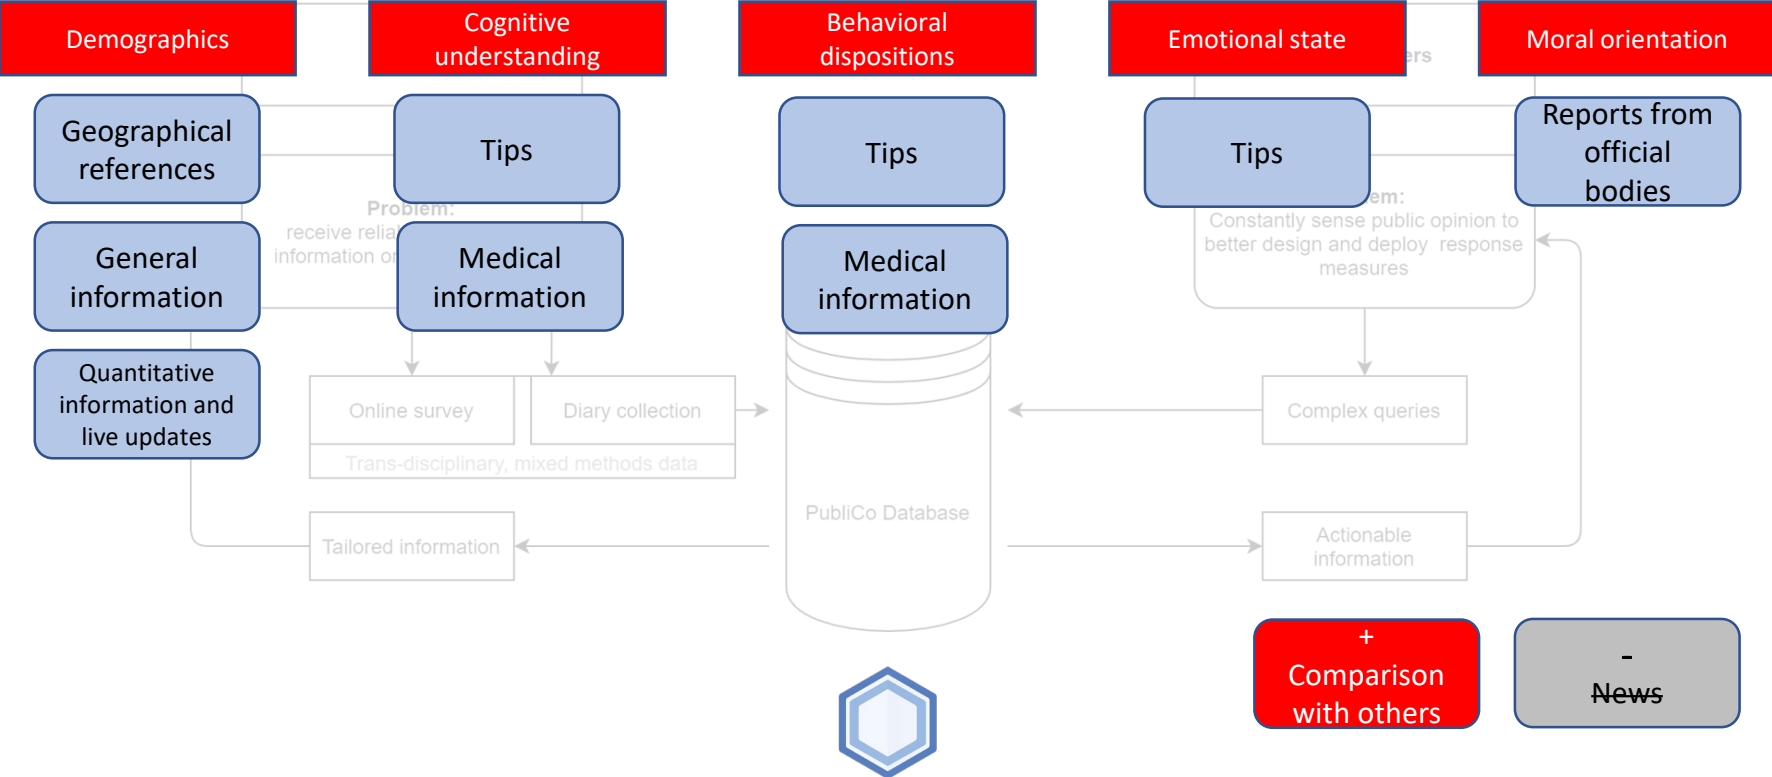 Demographics
Cognitive
understanding
Behavioral
dispositions
Emotional state
Moral orientation
ers
Geographical
references
Tips
Tips
Tips
Reports from
official
bodies
Problem:
receive relia
information or
em:
Constantly sense public opinion to
better design and deploy response
measures
General
information
Medical
information
Medical
information
Quantitative
information and
live updates
Online survey
Diary collection
Trans-disciplinary, mixed methods data
Complex queries
PubliCo Database
Tailored information
Actionable
information
+
Comparison
with others
-
News